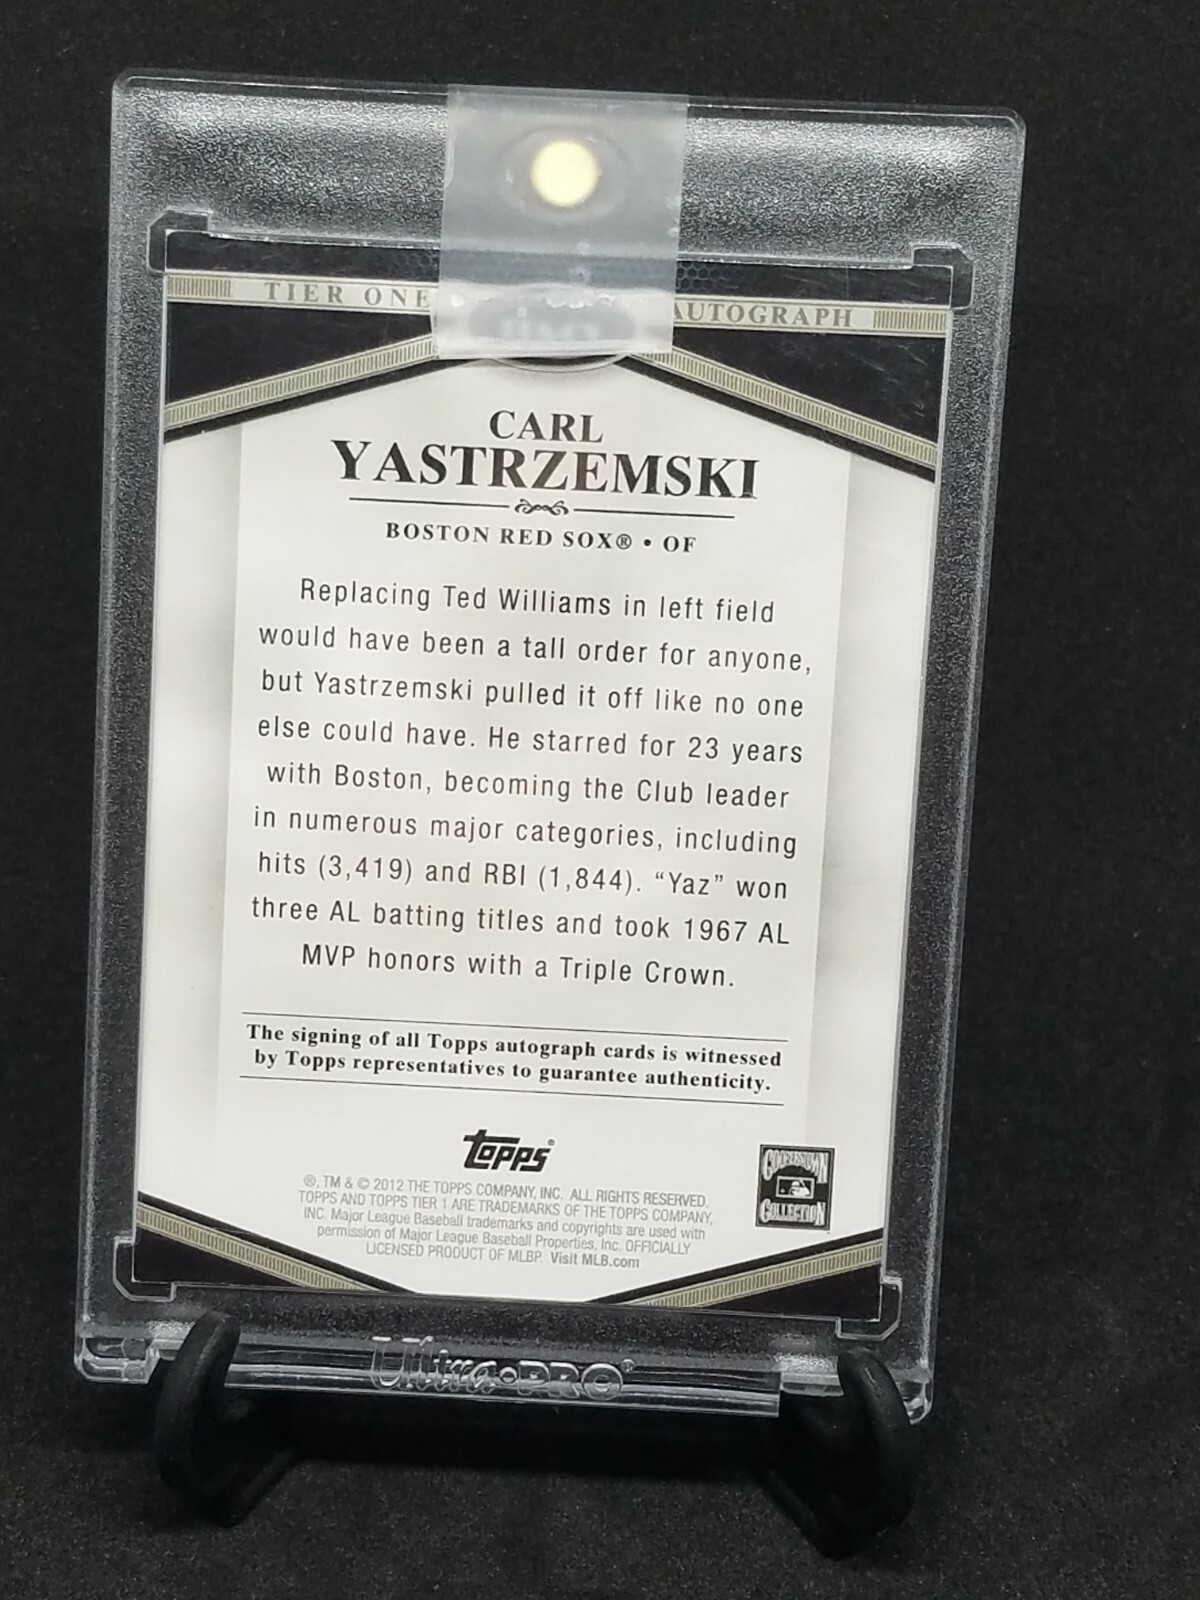 TIER ONE
AUTOGRAPH
CARL
YASTRZEMSKI
BOSTON RED SOX® • OF
Replacing Ted Williams in left field
would have been a tall order for anyone,
but Yastrzemski pulled it off like no one
else could have. He starred for 23 years
with Boston, becoming the Club leader
in numerous major categories, including
hits (3,419) and RBI (1,844). “Yaz” won
three AL batting titles and took 1967 AL
MVP honors with a Triple Crown.
The signing of all Topps autograph cards is witnessed
by Topps representatives to guarantee authenticity.
topps®
®, TM & © 2012 THE TOPPS COMPANY, INC. ALL RIGHTS RESERVED.
TOPPS AND TOPPS TIER 1 ARE TRADEMARKS OF THE TOPPS COMPANY,
INC. Major League Baseball trademarks and copyrights are used with
permission of Major League Baseball Properties, Inc. OFFICIALLY
LICENSED PRODUCT OF MLBP. Visit MLB.com
COOPERSTOWN
COLLECTION
Ultra•PRO®